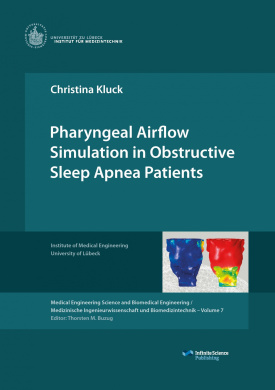 UNIVERSITÄT ZU LÜBECK
INSTITUT FÜR MEDIZINTECHNIK
Christina Kluck
Pharyngeal Airflow
Simulation in Obstructive
Sleep Apnea Patients
Institute of Medical Engineering
University of Lübeck
Medical Engineering Science and Biomedical Engineering /
Medizinische Ingenieurwissenschaft und Biomedizintechnik – Volume 7
Editor: Thorsten M. Buzug
Infinite Science
Publishing